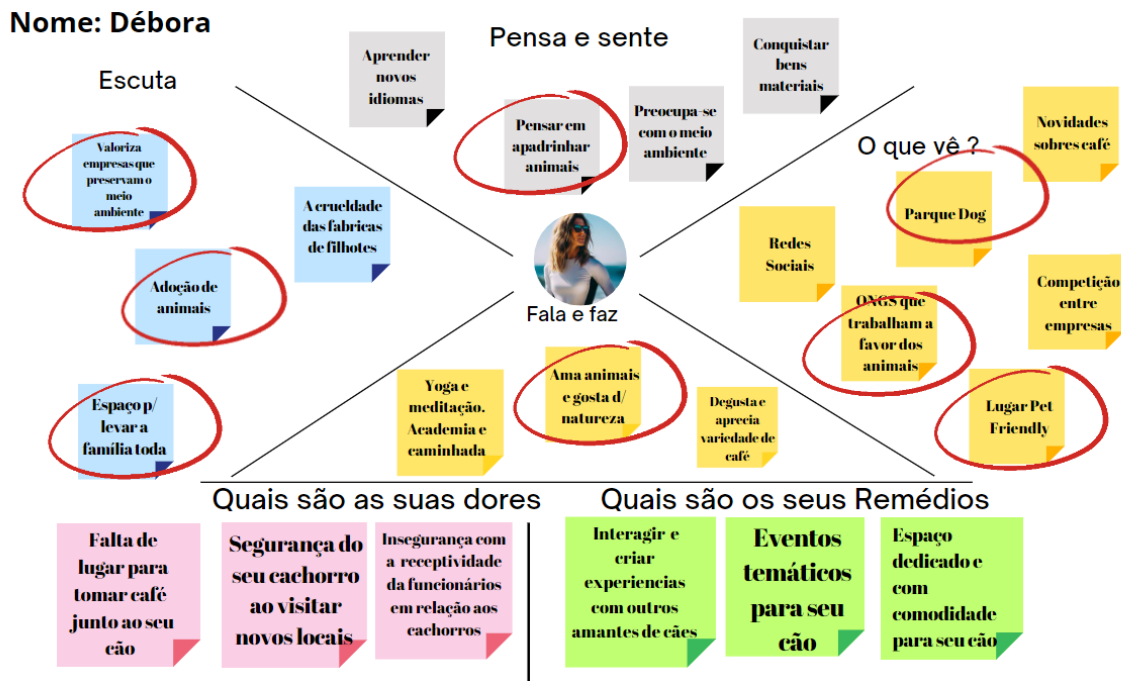 Nome: Débora
Pensa e sente
Escuta
Aprender
novos
idiomas
Conquistar
bens
materiais
Pensar em
apadrinhar
animais
Preocupa-se
com o meio
ambiente
Valoriza
empresas que
preservam o
meio
ambiente
A crueldade
das fabricas
de filhotes
Adoção de
animais
Espaço p/
levar a
família toda
O que vê ?
Novidades
sobres café
Parque Dog
Redes
Sociais
Competição
entre
empresas
ONGS que
trabalham a
favor dos
animais
Lugar Pet
Friendly
Fala e faz
Yoga e
meditação.
Academia e
caminhada
Ama animais
e gosta d/
natureza
Degusta e
aprecia
variedade de
café
Quais são as suas dores
Falta de
lugar para
tomar café
junto ao seu
cão
Segurança do
seu cachorro
ao visitar
novos locais
Insegurança com
a receptividade
da funcionários
em relação aos
cachorros
Quais são os seus Remédios
Interagir e
criar
experiencias
com outros
amantes de cães
Eventos
temáticos
para seu
cão
Espaço
dedicado e
com
comodidade
para seu cão